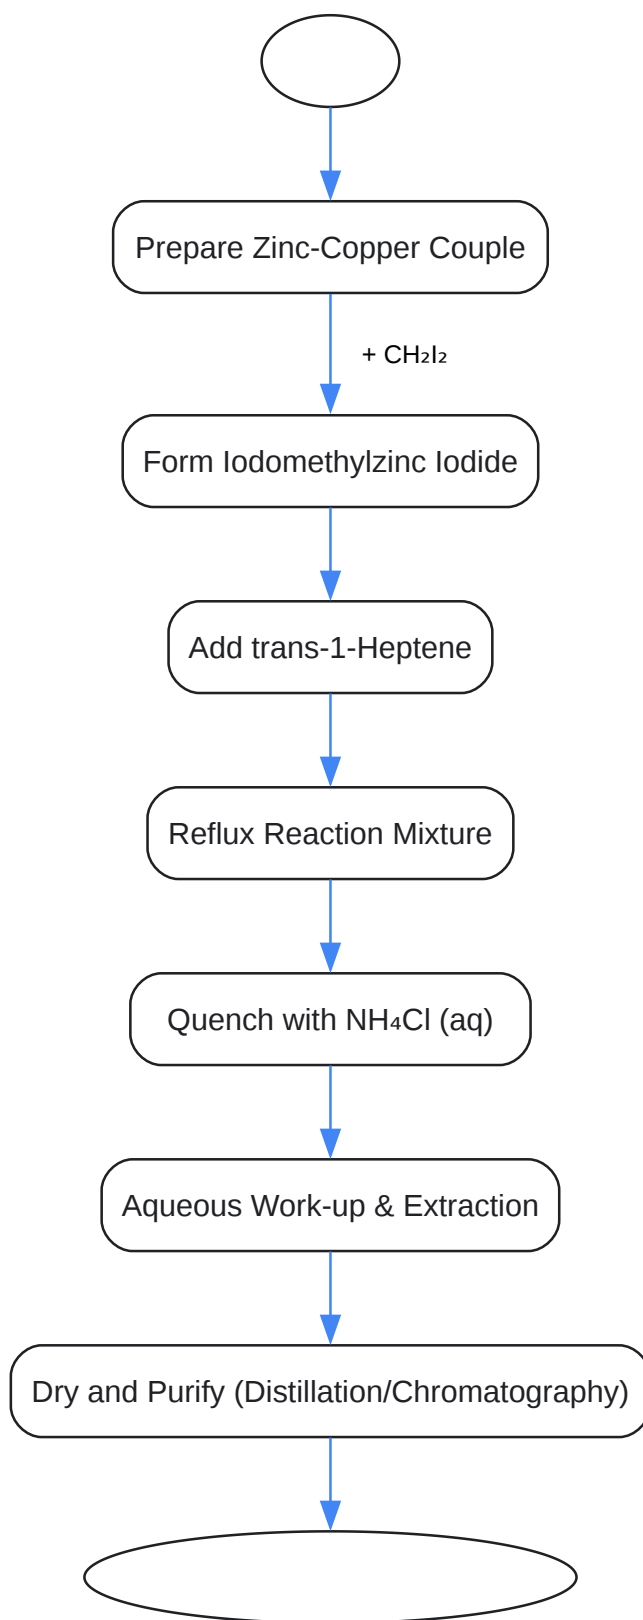 Prepare Zinc-Copper Couple
+ CH₂I₂
Form Iodomethylzinc Iodide
Add trans-1-Heptene
Reflux Reaction Mixture
Quench with NH₄Cl (aq)
Aqueous Work-up & Extraction
Dry and Purify (Distillation/Chromatography)